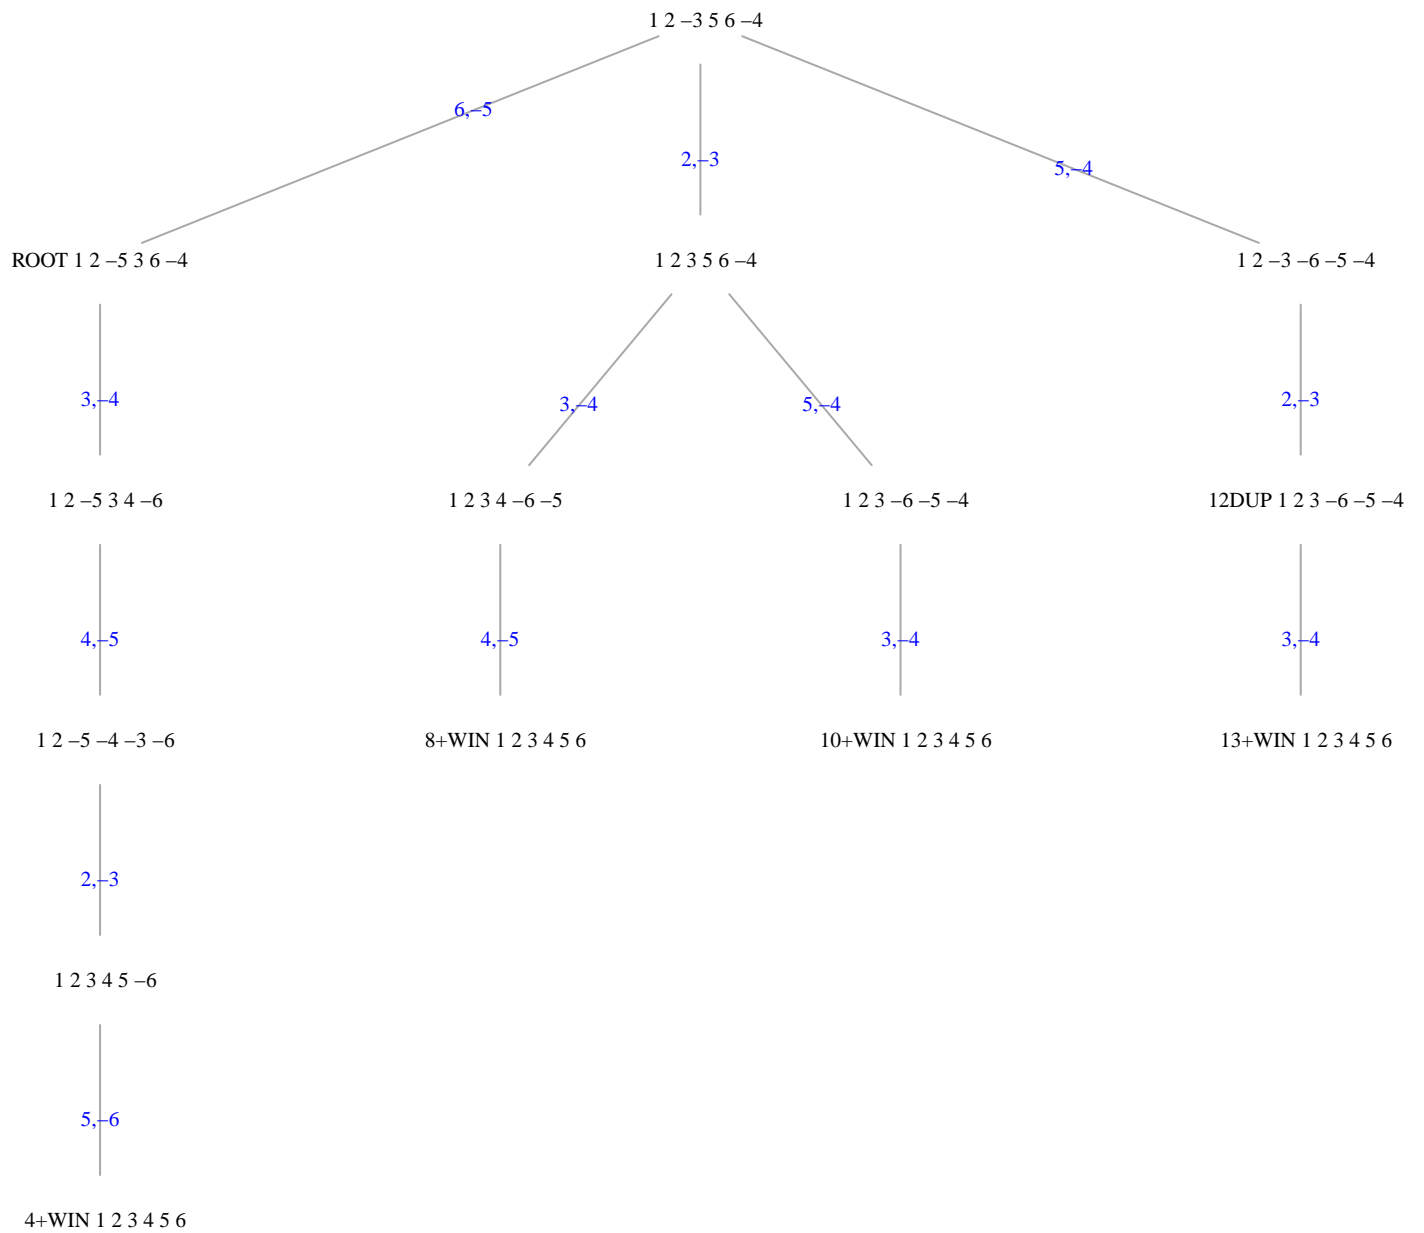 1 2 –3 5 6 –4
6,–5
2,–3
5,–4
ROOT 1 2 –5 3 6 –4
1 2 3 5 6 –4
1 2 –3 –6 –5 –4
3,–4
3,–4
5,–4
2,–3
1 2 –5 3 4 –6
1 2 3 4 –6 –5
1 2 3 –6 –5 –4
12DUP 1 2 3 –6 –5 –4
4,–5
4,–5
3,–4
3,–4
1 2 –5 –4 –3 –6
8+WIN 1 2 3 4 5 6
10+WIN 1 2 3 4 5 6
13+WIN 1 2 3 4 5 6
2,–3
1 2 3 4 5 –6
5,–6
4+WIN 1 2 3 4 5 6